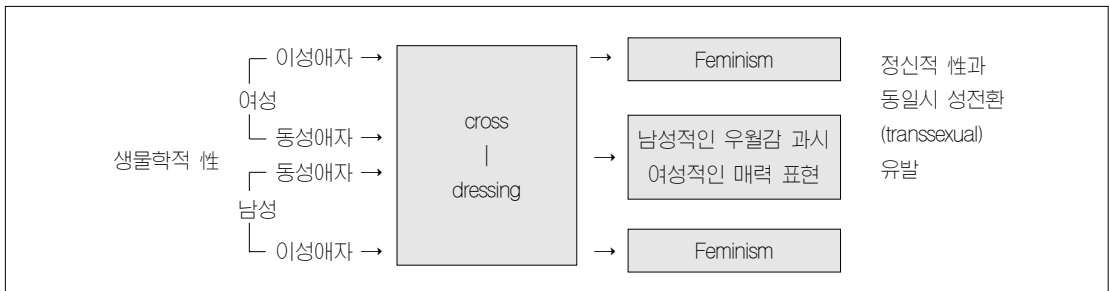 생물학적 性
여성
이성애자 →
동성애자 →
남성
동성애자 →
이성애자 →
cross
|
dressing
→ Feminism
→ 남성적인 우월감 과시
여성적인 매력 표현
→ Feminism
정신적 性과
동일시 성전환
(transsexual)
유발